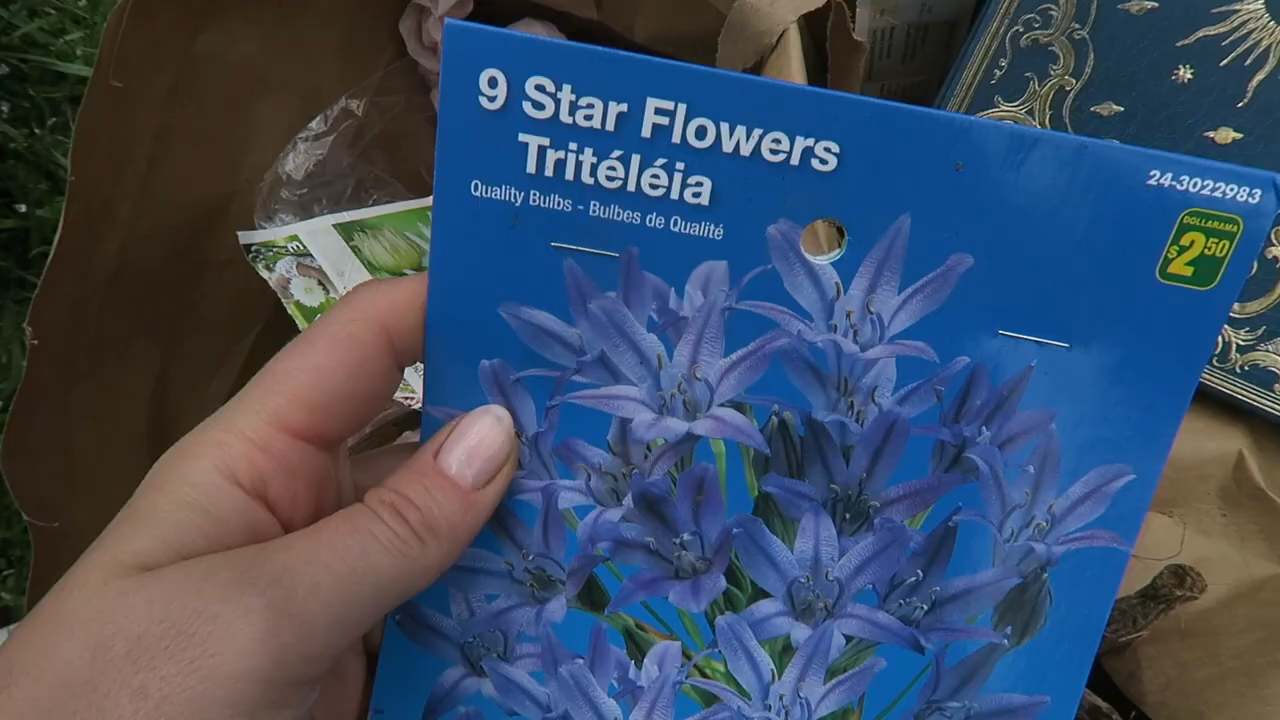 9 Star Flowers
Tritéléia
Quality Bulbs - Bulbes de Qualité
24-3022983
DOLLARAMA
$2.50